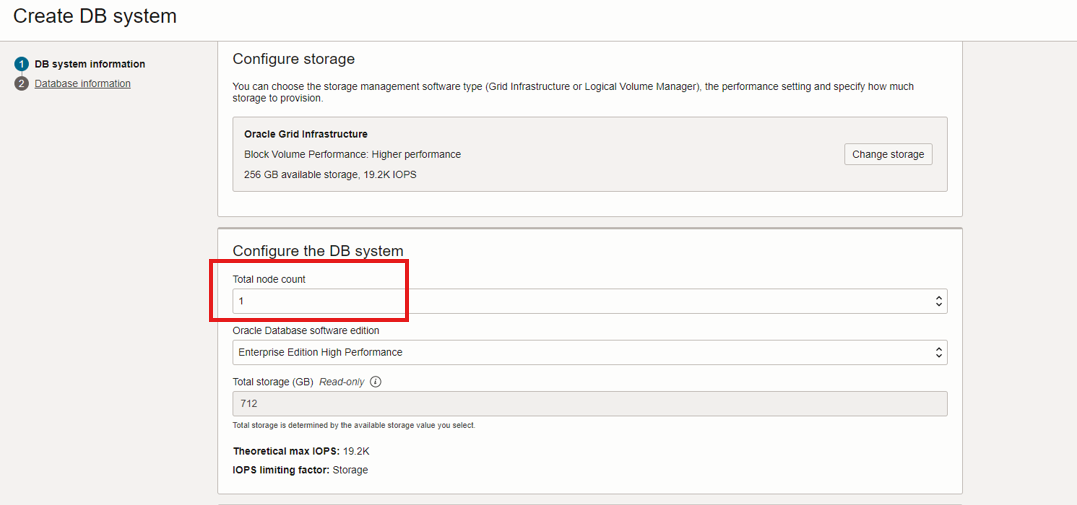 Create DB system
1 DB system information
2 Database information
Configure storage
You can choose the storage management software type (Grid Infrastructure or Logical Volume Manager), the performance setting and specify how much
storage to provision.
Oracle Grid Infrastructure
Block Volume Performance: Higher performance
Change storage
256 GB available storage, 19.2K IOPS
Configure the DB system
Total node count
1
Oracle Database software edition
Enterprise Edition High Performance
Total storage (GB) Read-only i
712
Total storage is determined by the available storage value you select.
Theoretical max IOPS: 19.2K
IOPS limiting factor: Storage